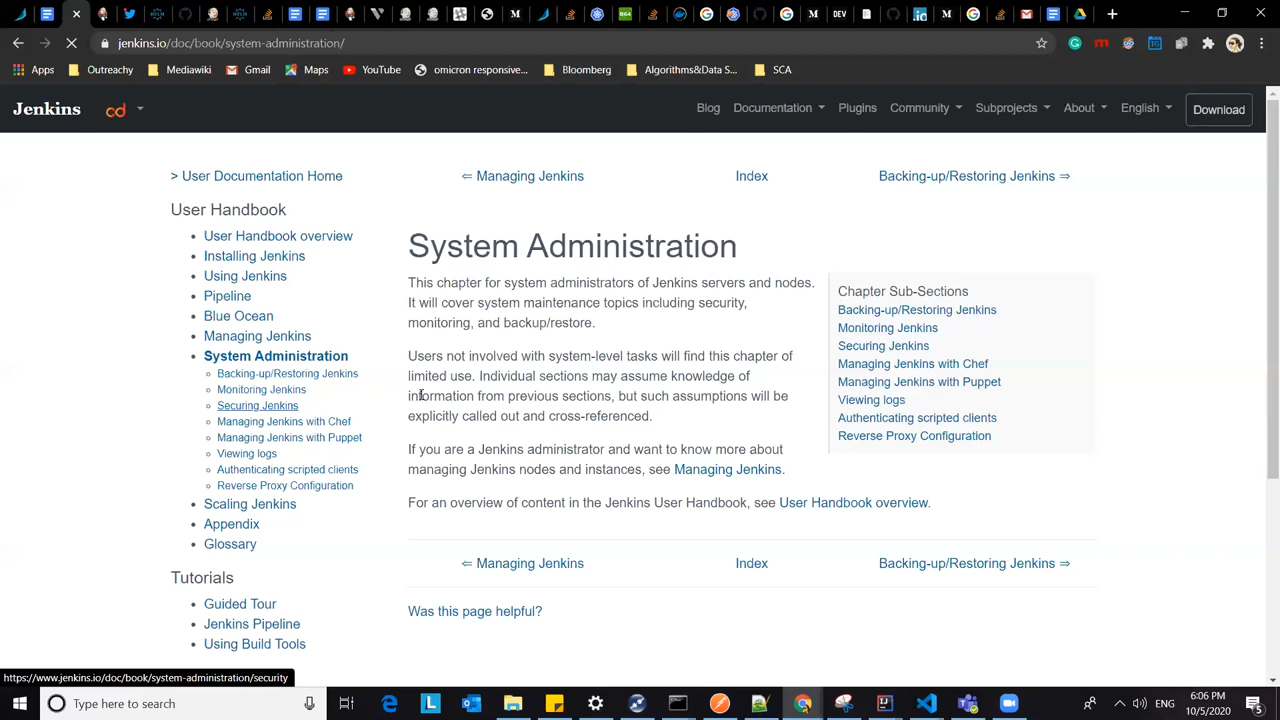 jenkins.io/doc/book/system-administration/
Apps Outreachy Mediawiki Gmail Maps YouTube omicron responsive... Bloomberg Algorithms&Data S... SCA
Jenkins cd Blog Documentation Plugins Community Subprojects About English Download
> User Documentation Home
⇐ Managing Jenkins Index Backing-up/Restoring Jenkins ⇒
User Handbook
User Handbook overview
Installing Jenkins
Using Jenkins
Pipeline
Blue Ocean
Managing Jenkins
System Administration
Backing-up/Restoring Jenkins
Monitoring Jenkins
Securing Jenkins
Managing Jenkins with Chef
Managing Jenkins with Puppet
Viewing logs
Authenticating scripted clients
Reverse Proxy Configuration
Scaling Jenkins
Appendix
Glossary
Tutorials
Guided Tour
Jenkins Pipeline
Using Build Tools
System Administration
This chapter for system administrators of Jenkins servers and nodes.
It will cover system maintenance topics including security,
monitoring, and backup/restore.
Users not involved with system-level tasks will find this chapter of
limited use. Individual sections may assume knowledge of
information from previous sections, but such assumptions will be
explicitly called out and cross-referenced.
If you are a Jenkins administrator and want to know more about
managing Jenkins nodes and instances, see Managing Jenkins.
For an overview of content in the Jenkins User Handbook, see User Handbook overview.
Chapter Sub-Sections
Backing-up/Restoring Jenkins
Monitoring Jenkins
Securing Jenkins
Managing Jenkins with Chef
Managing Jenkins with Puppet
Viewing logs
Authenticating scripted clients
Reverse Proxy Configuration
⇐ Managing Jenkins Index Backing-up/Restoring Jenkins ⇒
Was this page helpful?
https://www.jenkins.io/doc/book/system-administration/security
Type here to search
ENG
6:06 PM
10/5/2020
5